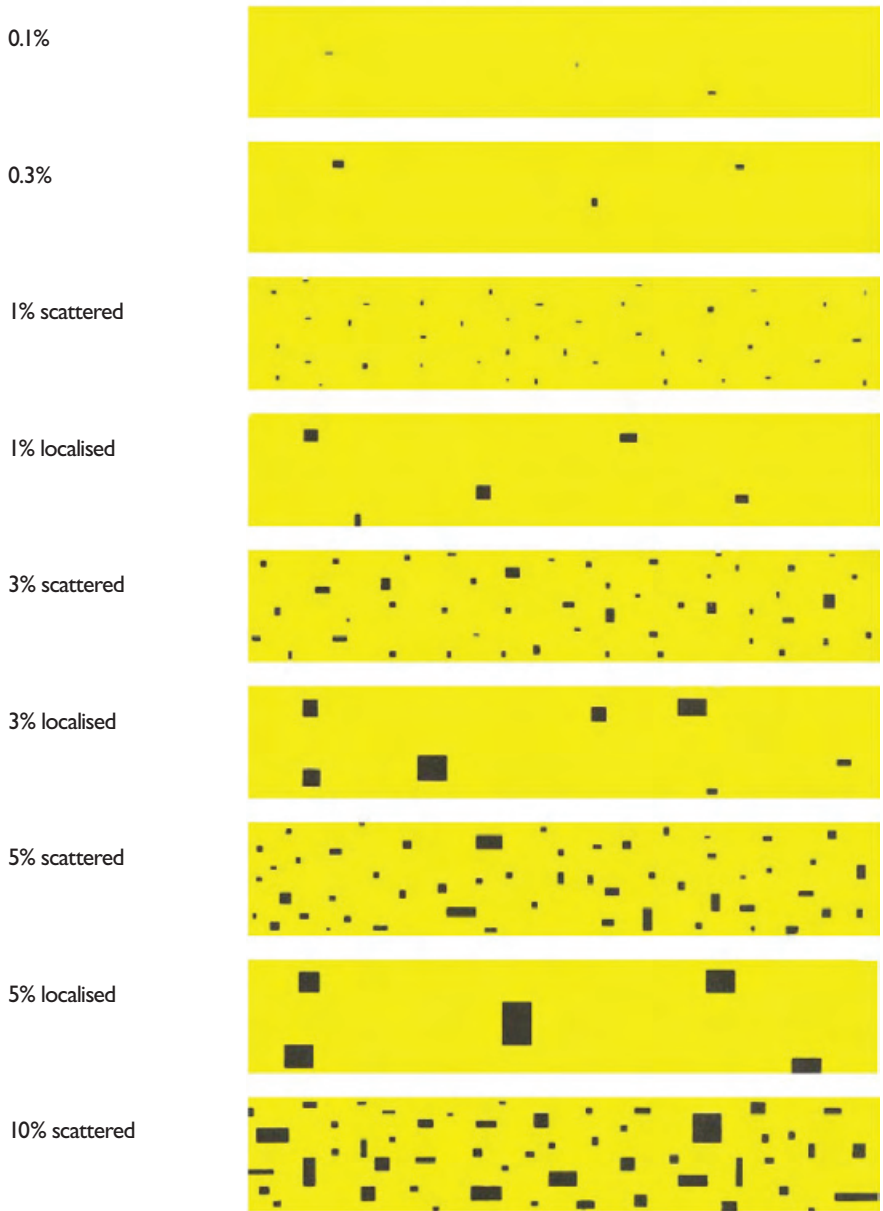 0.1%
0.3%
1% scattered
1% localised
3% scattered
3% localised
5% scattered
5% localised
10% scattered